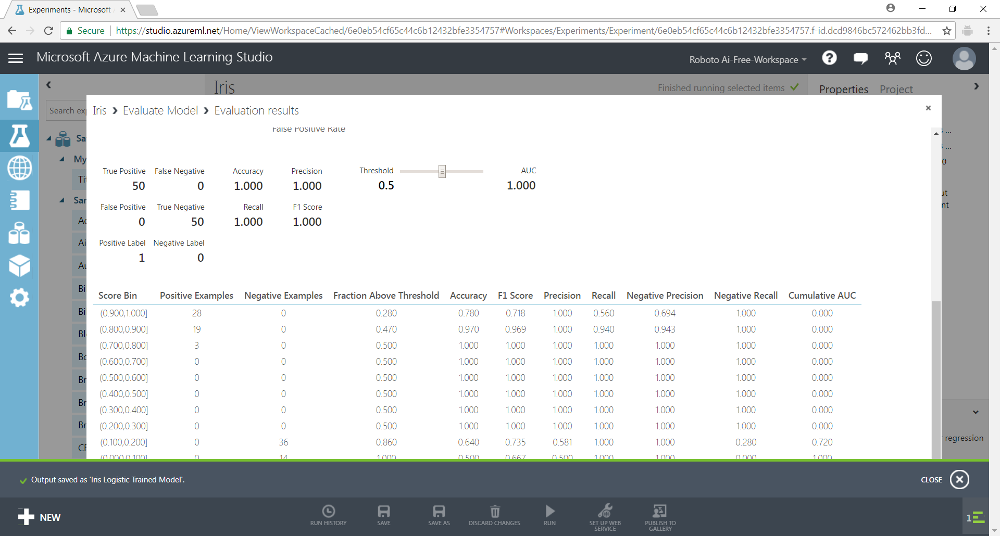 Experiments - Microsoft
Secure https://studio.azureml.net/Home/ViewWorkspaceCached/6e0eb54cf65c44c6b12432bfe3354757#Workspaces/Experiments/Experiment/6e0eb54cf65c44c6b12432bfe3354757.f-id.dcd9846bc572462bb3fd...
Microsoft Azure Machine Learning Studio
Roboto Ai-Free-Workspace
Iris
Finished running selected items
Properties Project
Search exp
Sa
My
Tit
Sar
Ac
Ai
Au
Bi
Bi
Bl
Bo
Br
Br
Br
CF
Iris > Evaluate Model > Evaluation results
False Positive Rate
True Positive False Negative Accuracy Precision Threshold AUC
50 0 1.000 1.000 0.5 1.000
False Positive True Negative Recall F1 Score
0 50 1.000 1.000
Positive Label Negative Label
1 0
Score Bin Positive Examples Negative Examples Fraction Above Threshold Accuracy F1 Score Precision Recall Negative Precision Negative Recall Cumulative AUC
(0.900,1.000] 28 0 0.280 0.780 0.718 1.000 0.560 0.694 1.000 0.000
(0.800,0.900] 19 0 0.470 0.970 0.969 1.000 0.940 0.943 1.000 0.000
(0.700,0.800] 3 0 0.500 1.000 1.000 1.000 1.000 1.000 1.000 0.000
(0.600,0.700] 0 0 0.500 1.000 1.000 1.000 1.000 1.000 1.000 0.000
(0.500,0.600] 0 0 0.500 1.000 1.000 1.000 1.000 1.000 1.000 0.000
(0.400,0.500] 0 0 0.500 1.000 1.000 1.000 1.000 1.000 1.000 0.000
(0.300,0.400] 0 0 0.500 1.000 1.000 1.000 1.000 1.000 1.000 0.000
(0.200,0.300] 0 0 0.500 1.000 1.000 1.000 1.000 1.000 1.000 0.000
(0.100,0.200] 0 36 0.860 0.640 0.735 0.581 1.000 1.000 0.280 0.720
(0.000,0.100] 0 14 1.000 0.500 0.667 0.500 1.000 1.000 0.000 1.000
...
...
0
ut
nt
regression
Output saved as 'Iris Logistic Trained Model'.
CLOSE
NEW
RUN HISTORY
SAVE
SAVE AS
DISCARD CHANGES
RUN
SET UP WEB
SERVICE
PUBLISH TO
GALLERY
1